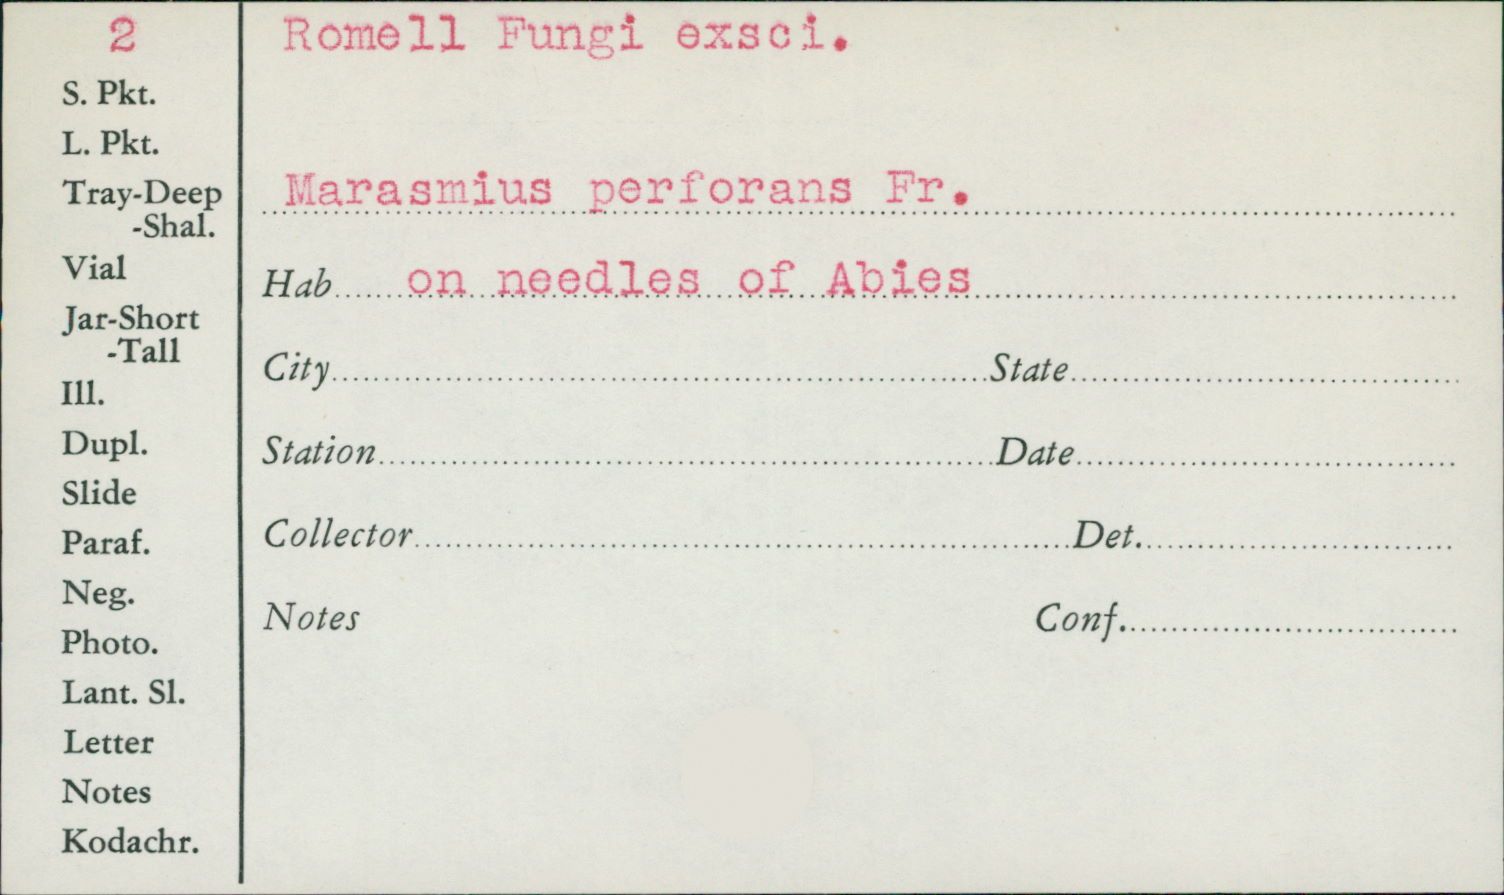 2
S. Pkt.
L. Pkt.
Tray-Deep
-Shal.
Vial
Jar-Short
-Tall
Ill.
Dupl.
Slide
Paraf.
Neg.
Photo.
Lant. Sl.
Letter
Notes
Kodachr.
Romell Fungi exsci.
Marasmius perforans Fr.
Hab on needles of Abies
City State
Station Date
Collector Det.
Notes Conf.